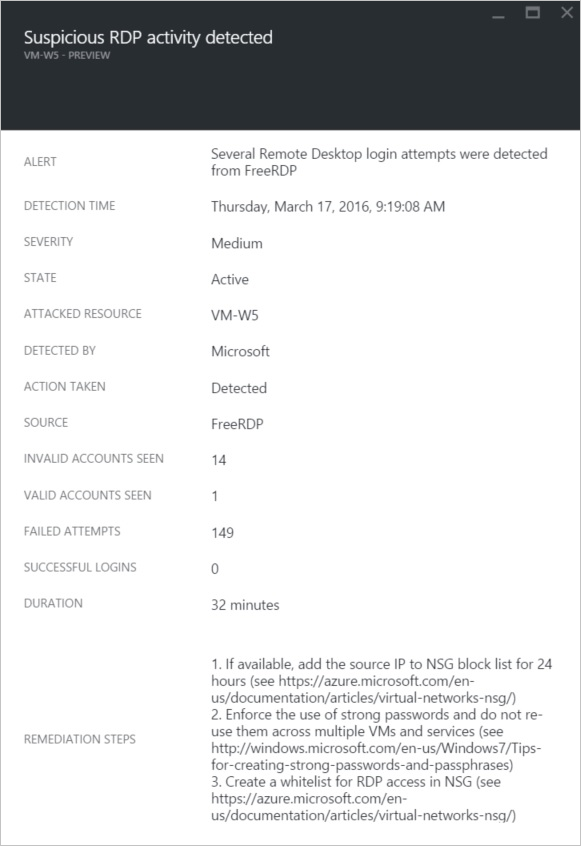 Suspicious RDP activity detected
VM-W5 - PREVIEW
ALERT
Several Remote Desktop login attempts were detected
from FreeRDP
DETECTION TIME
Thursday, March 17, 2016, 9:19:08 AM
SEVERITY
Medium
STATE
Active
ATTACKED RESOURCE
VM-W5
DETECTED BY
Microsoft
ACTION TAKEN
Detected
SOURCE
FreeRDP
INVALID ACCOUNTS SEEN
14
VALID ACCOUNTS SEEN
1
FAILED ATTEMPTS
149
SUCCESSFUL LOGINS
0
DURATION
32 minutes
REMEDIATION STEPS
1. If available, add the source IP to NSG block list for 24
hours (see https://azure.microsoft.com/en-
us/documentation/articles/virtual-networks-nsg/)
2. Enforce the use of strong passwords and do not re-
use them across multiple VMs and services (see
http://windows.microsoft.com/en-us/Windows7/Tips-
for-creating-strong-passwords-and-passphrases)
3. Create a whitelist for RDP access in NSG (see
https://azure.microsoft.com/en-
us/documentation/articles/virtual-networks-nsg/)